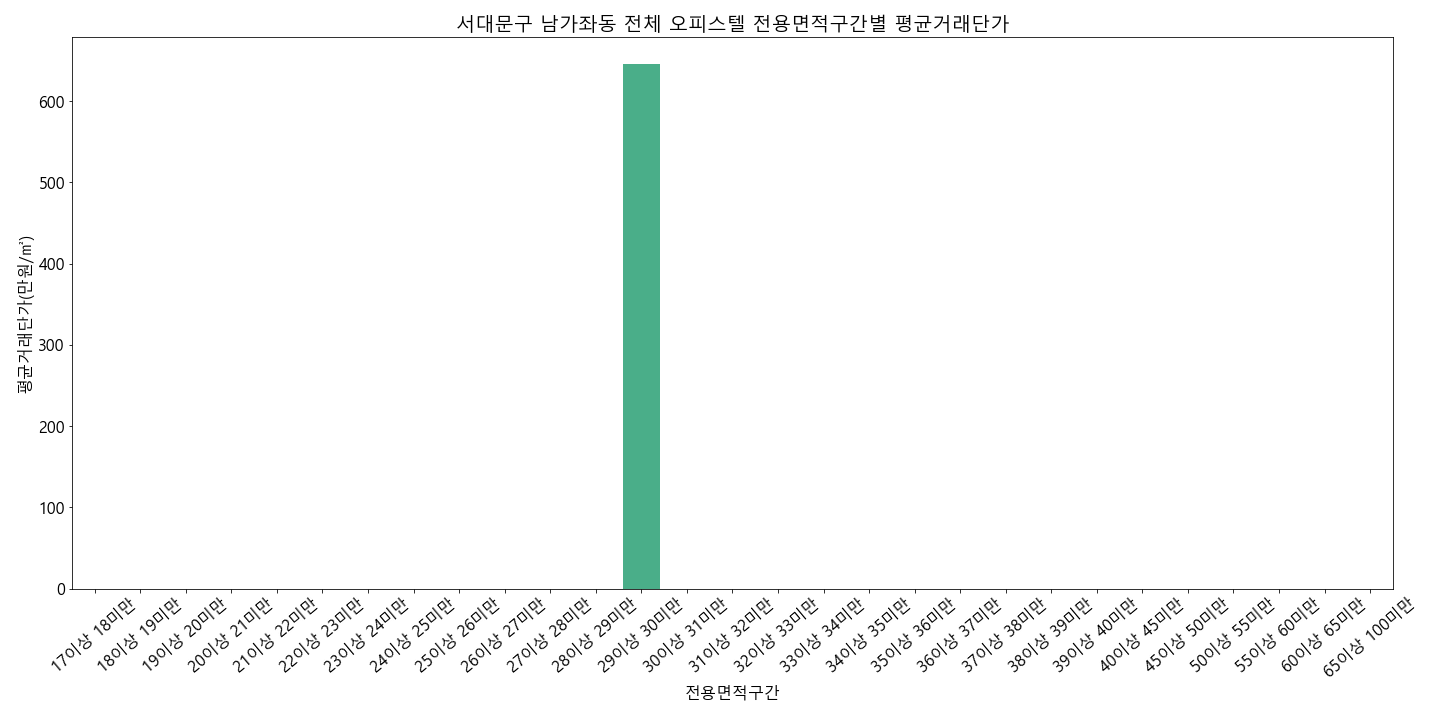 서대문구 남가좌동 전체 오피스텔 전용면적구간별 평균거래단가
평균거래단가(만원/㎡)
600
500
400
300
200
100
0
17이상 18미만
18이상 19미만
19이상 20미만
20이상 21미만
21이상 22미만
22이상 23미만
23이상 24미만
24이상 25미만
25이상 26미만
26이상 27미만
27이상 28미만
28이상 29미만
29이상 30미만
30이상 31미만
31이상 32미만
32이상 33미만
33이상 34미만
34이상 35미만
35이상 36미만
36이상 37미만
37이상 38미만
38이상 39미만
39이상 40미만
40이상 45미만
45이상 50미만
50이상 55미만
55이상 60미만
60이상 65미만
65이상 100미만
전용면적구간